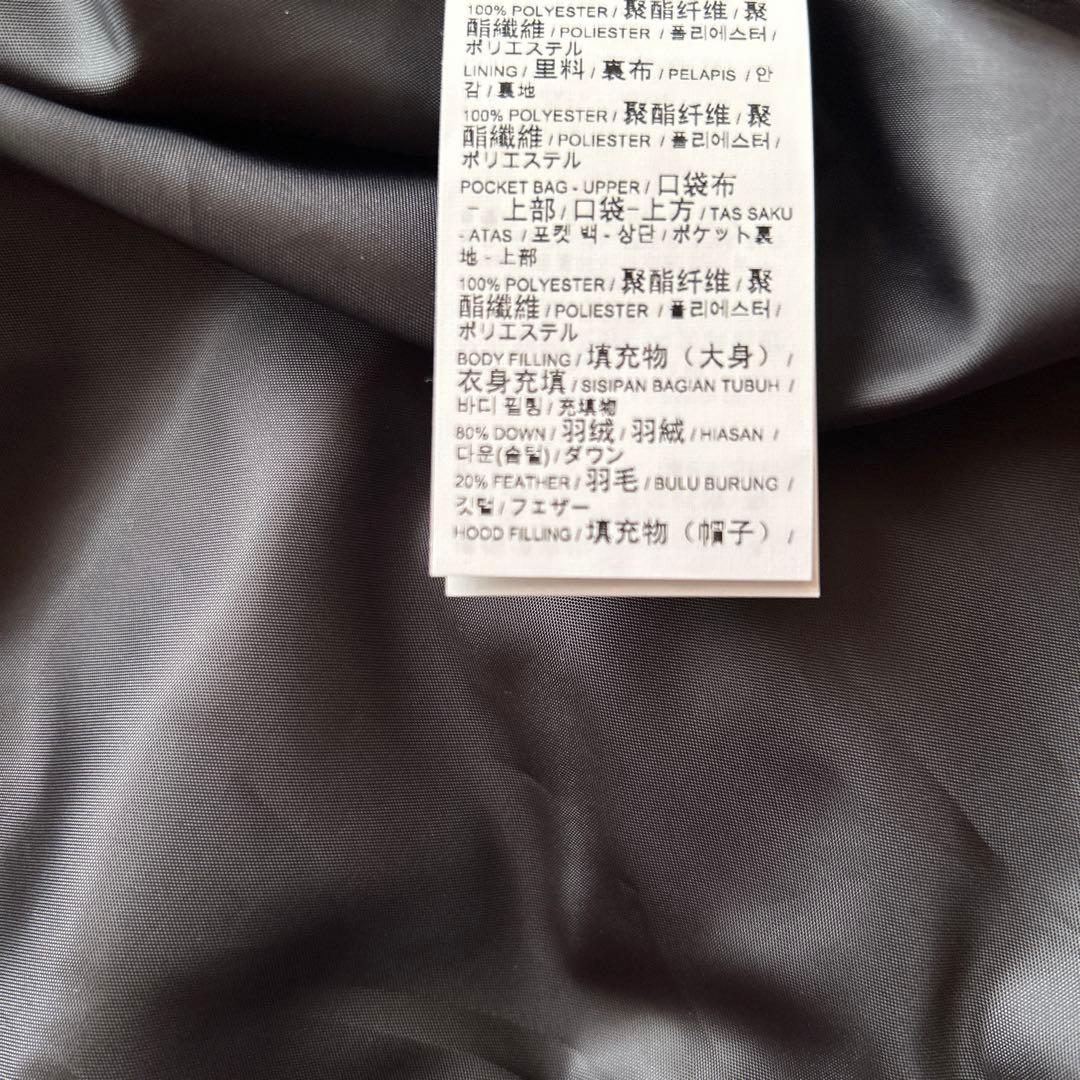 100% POLYESTER / 聚酯纤维 / 聚
酯纖維 / POLIESTER / 폴리에스터 /
ポリエステル
LINING / 里料 / 裏布 / PELAPIS / 안
감 / 裏地
100% POLYESTER / 聚酯纤维 / 聚
酯纖維 / POLIESTER / 폴리에스터 /
ポリエステル
POCKET BAG - UPPER / 口袋布
- 上部 / 口袋-上方 / TAS SAKU
- ATAS / 포켓 백 - 상단 / ポケット裏
地 - 上部
100% POLYESTER / 聚酯纤维 / 聚
酯纖維 / POLIESTER / 폴리에스터 /
ポリエステル
BODY FILLING / 填充物（大身） /
衣身充填 / SISIPAN BAGIAN TUBUH /
바디 필링 / 充填物
80% DOWN / 羽绒 / 羽絨 / HIASAN /
다운(솜털) / ダウン
20% FEATHER / 羽毛 / BULU BURUNG /
깃털 / フェザー
HOOD FILLING / 填充物（帽子） /